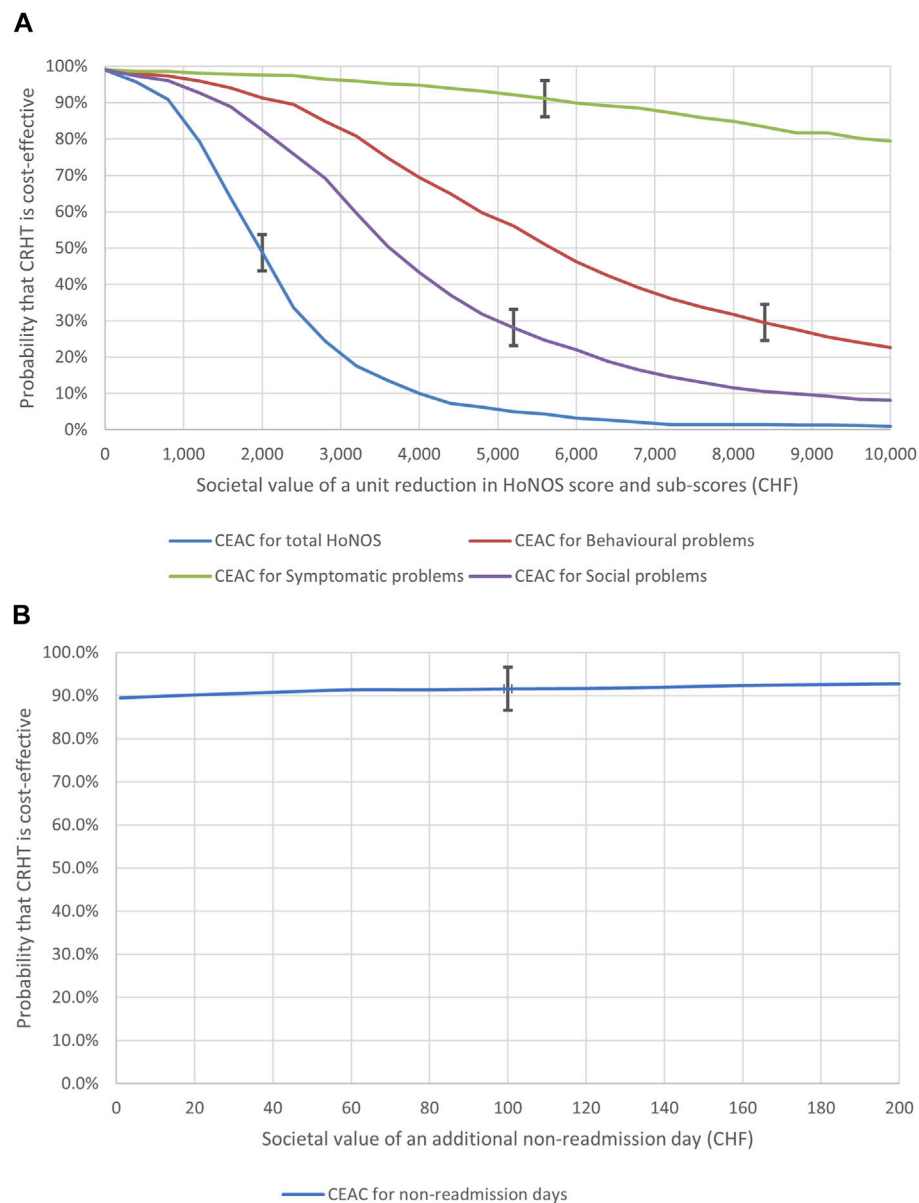 A
Probability that CRHT is cost-effective
100%
90%
80%
70%
60%
50%
40%
30%
20%
10%
0%
0 1,000 2,000 3,000 4,000 5,000 6,000 7,000 8,000 9,000 10,000
Societal value of a unit reduction in HoNOS score and sub-scores (CHF)
CEAC for total HoNOS CEAC for Behavioural problems
CEAC for Symptomatic problems CEAC for Social problems
B
Probability that CRHT is cost-effective
100.0%
90.0%
80.0%
70.0%
60.0%
50.0%
40.0%
30.0%
20.0%
10.0%
0.0%
0 20 40 60 80 100 120 140 160 180 200
Societal value of an additional non-readmission day (CHF)
CEAC for non-readmission days